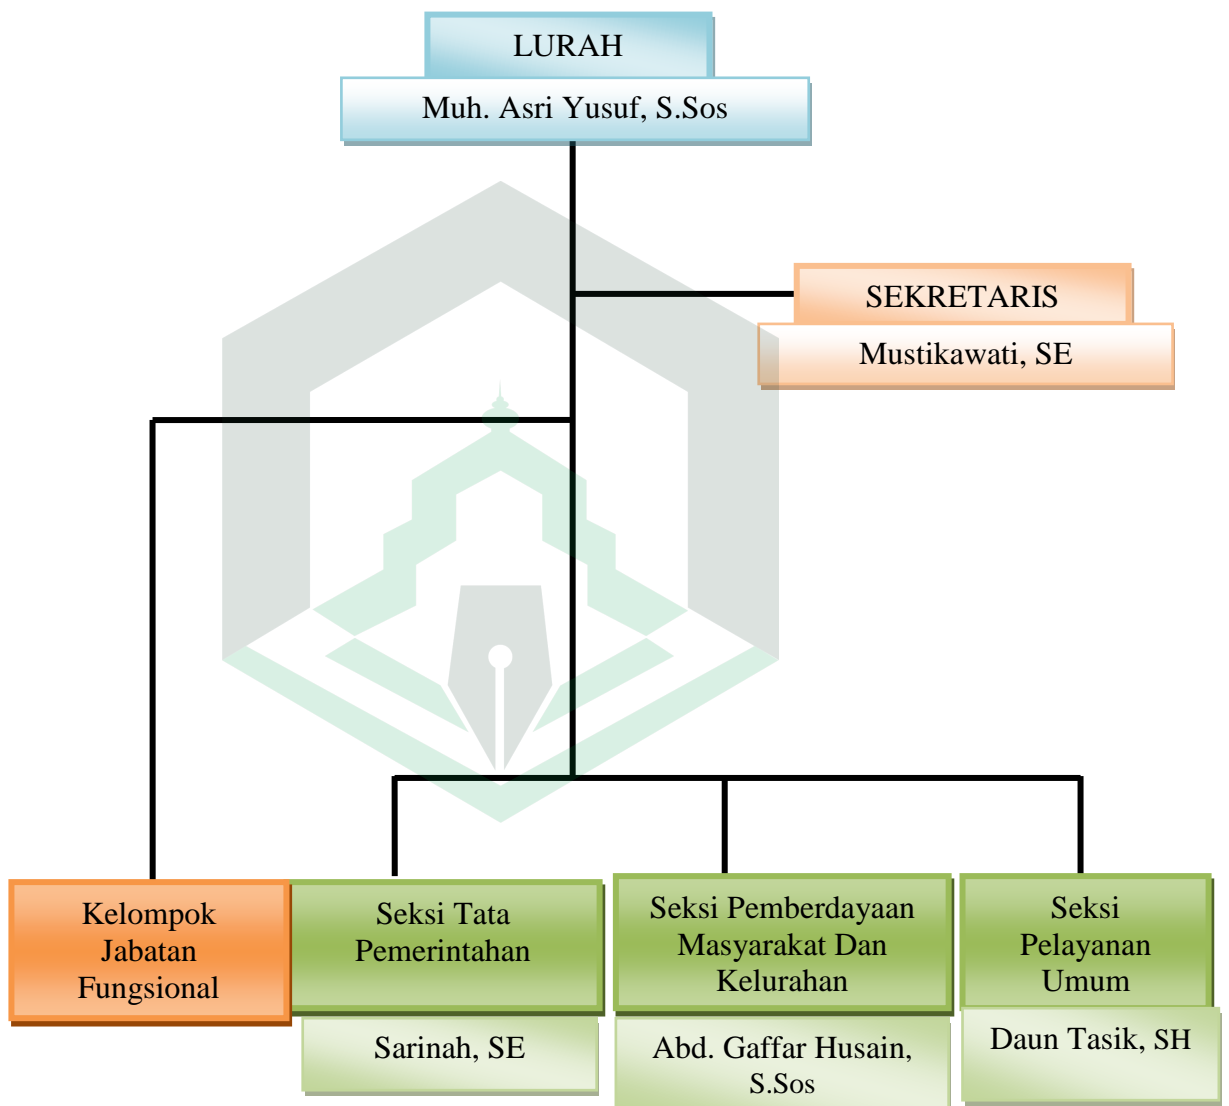 LURAH
Muh. Asri Yusuf, S.Sos
SEKRETARIS
Mustikawati, SE
Kelompok
Jabatan
Fungsional
Seksi Tata
Pemerintahan
Sarinah, SE
Seksi Pemberdayaan
Masyarakat Dan
Kelurahan
Abd. Gaffar Husain,
S.Sos
Seksi
Pelayanan
Umum
Daun Tasik, SH